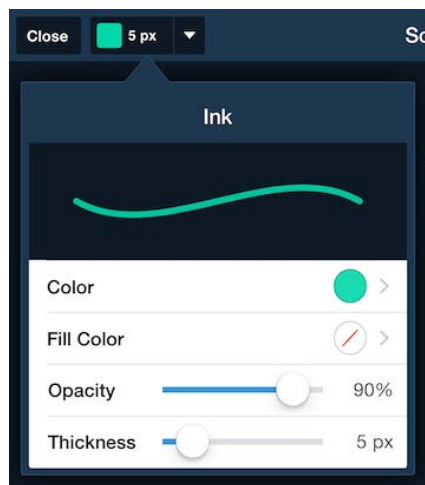 Close 5 px Sc
Ink
Color
Fill Color
Opacity 90%
Thickness 5 px